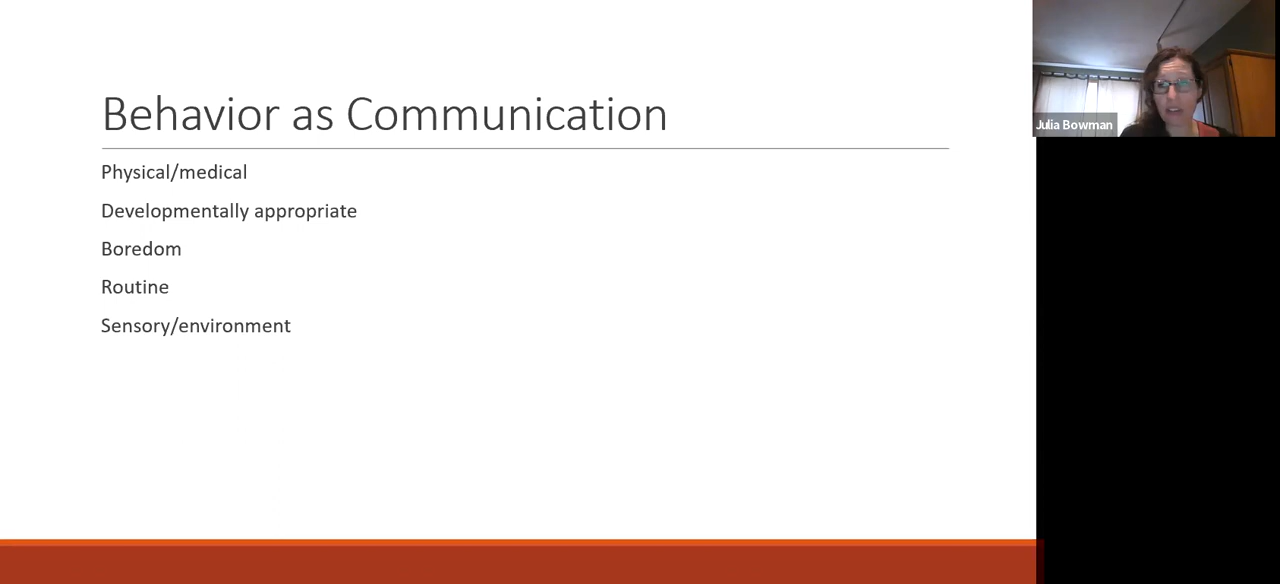 Behavior as Communication
Physical/medical
Developmentally appropriate
Boredom
Routine
Sensory/environment
Julia Bowman